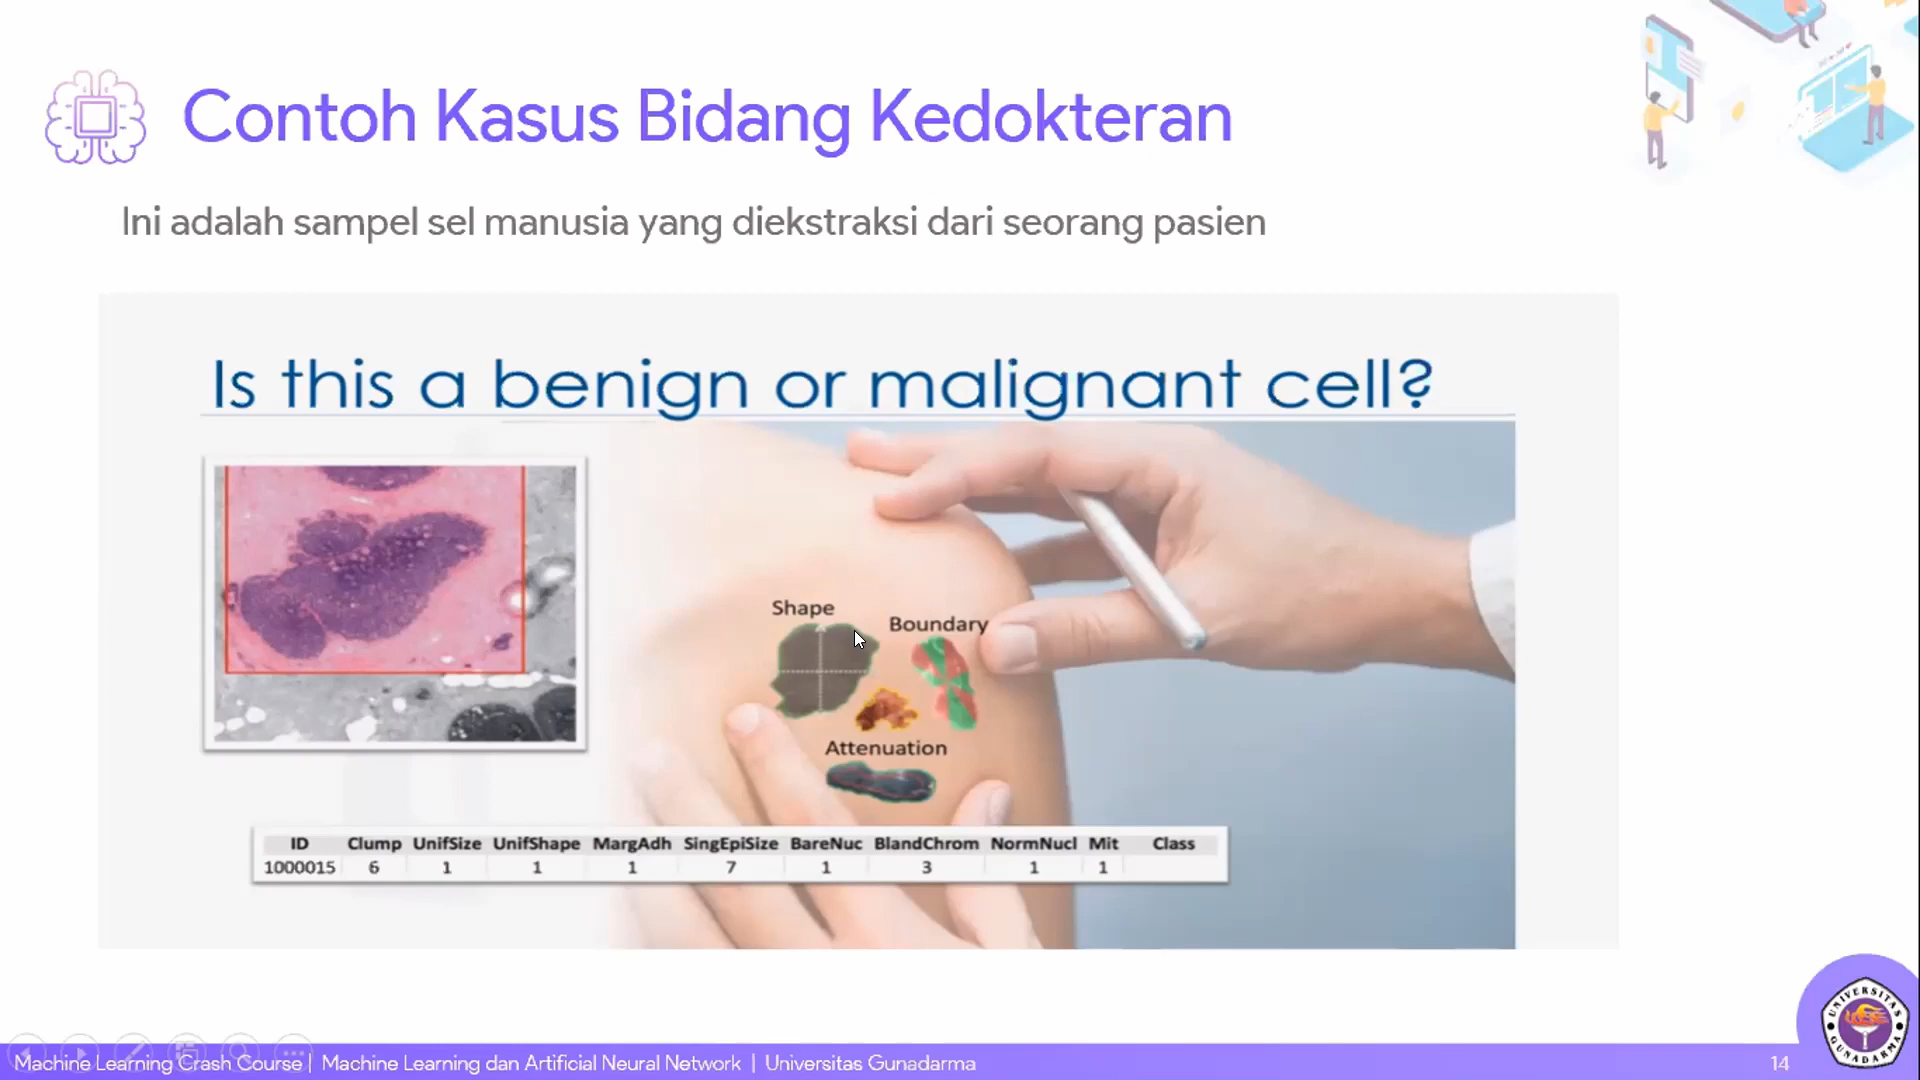 Contoh Kasus Bidang Kedokteran
Ini adalah sampel sel manusia yang diekstraksi dari seorang pasien
Is this a benign or malignant cell?
Shape
Boundary
Attenuation
ID Clump UnifSize UnifShape MargAdh SingEpiSize BareNuc BlandChrom NormNucl Mit Class
1000015 6 1 1 1 7 1 3 1 1
Machine Learning Crash Course | Machine Learning dan Artificial Neural Network | Universitas Gunadarma
14
UNIVERSITAS
GUNADARMA